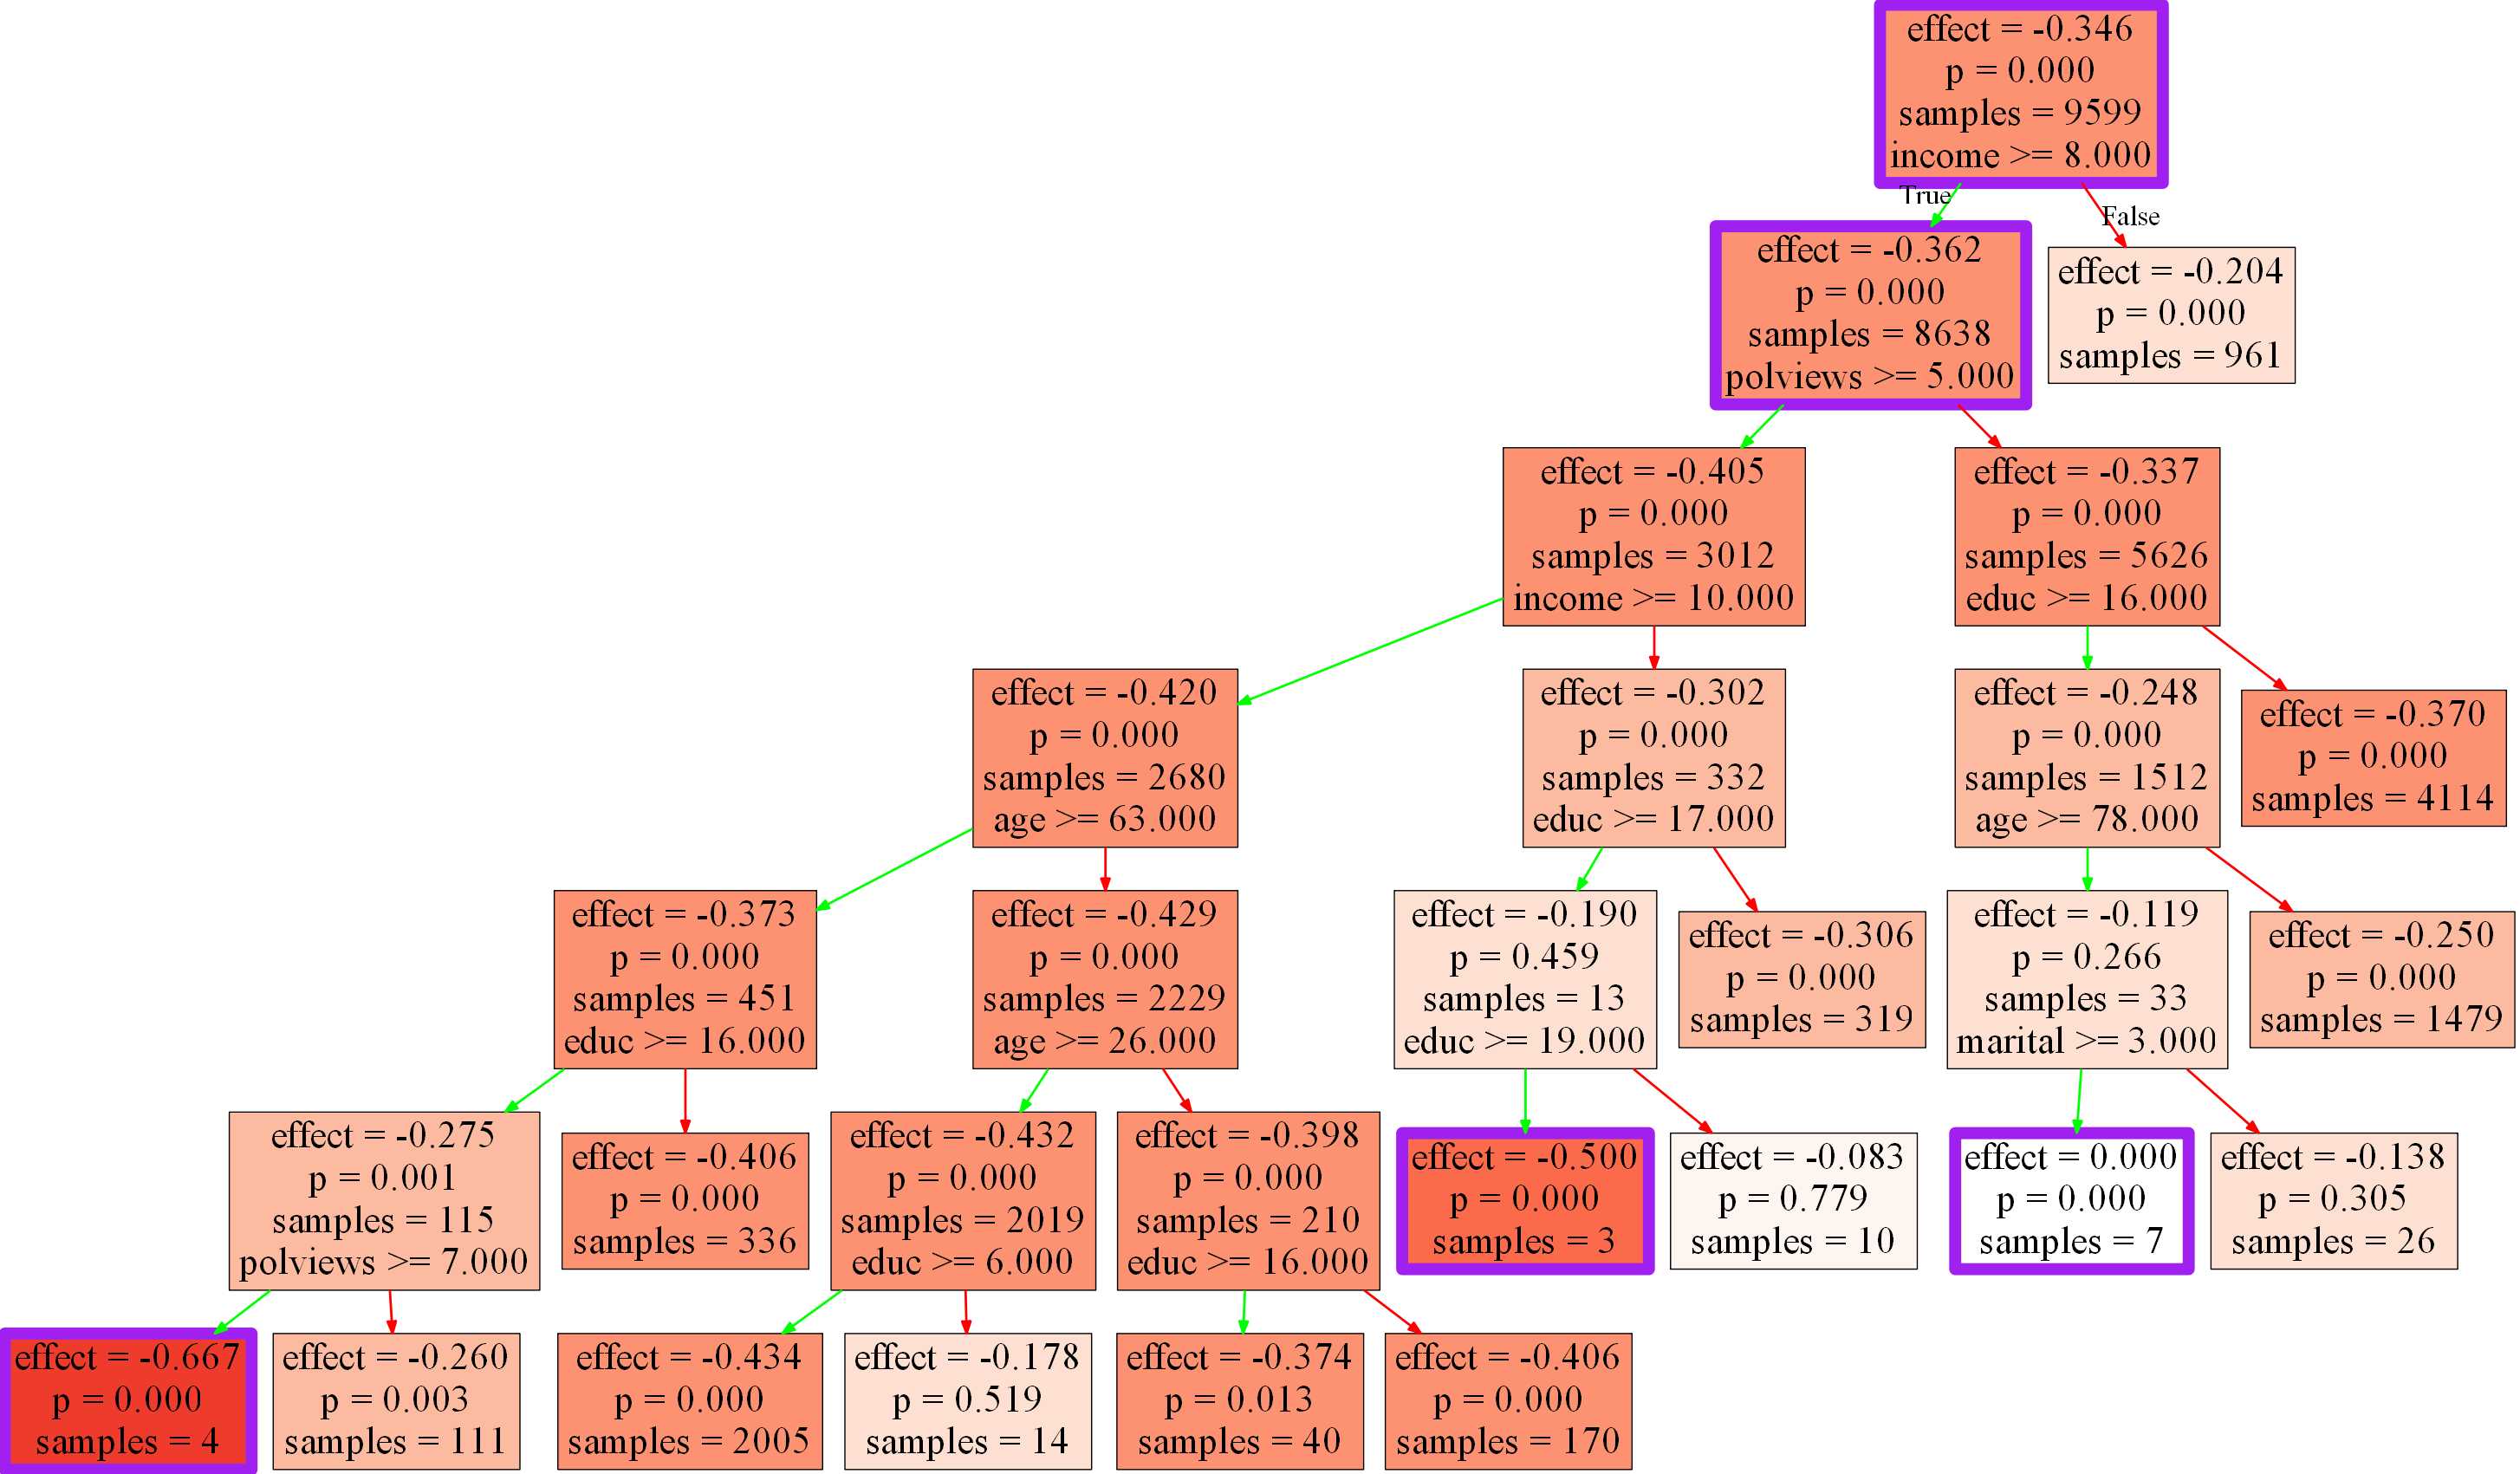 effect = -0.346
p = 0.000
samples = 9599
income >= 8.000
True
False
effect = -0.362
p = 0.000
samples = 8638
polviews >= 5.000
effect = -0.204
p = 0.000
samples = 961
effect = -0.405
p = 0.000
samples = 3012
income >= 10.000
effect = -0.337
p = 0.000
samples = 5626
educ >= 16.000
effect = -0.420
p = 0.000
samples = 2680
age >= 63.000
effect = -0.302
p = 0.000
samples = 332
educ >= 17.000
effect = -0.248
p = 0.000
samples = 1512
age >= 78.000
effect = -0.370
p = 0.000
samples = 4114
effect = -0.373
p = 0.000
samples = 451
educ >= 16.000
effect = -0.429
p = 0.000
samples = 2229
age >= 26.000
effect = -0.190
p = 0.459
samples = 13
educ >= 19.000
effect = -0.306
p = 0.000
samples = 319
effect = -0.119
p = 0.266
samples = 33
marital >= 3.000
effect = -0.250
p = 0.000
samples = 1479
effect = -0.275
p = 0.001
samples = 115
polviews >= 7.000
effect = -0.406
p = 0.000
samples = 336
effect = -0.432
p = 0.000
samples = 2019
educ >= 6.000
effect = -0.398
p = 0.000
samples = 210
educ >= 16.000
effect = -0.500
p = 0.000
samples = 3
effect = -0.083
p = 0.779
samples = 10
effect = 0.000
p = 0.000
samples = 7
effect = -0.138
p = 0.305
samples = 26
effect = -0.667
p = 0.000
samples = 4
effect = -0.260
p = 0.003
samples = 111
effect = -0.434
p = 0.000
samples = 2005
effect = -0.178
p = 0.519
samples = 14
effect = -0.374
p = 0.013
samples = 40
effect = -0.406
p = 0.000
samples = 170